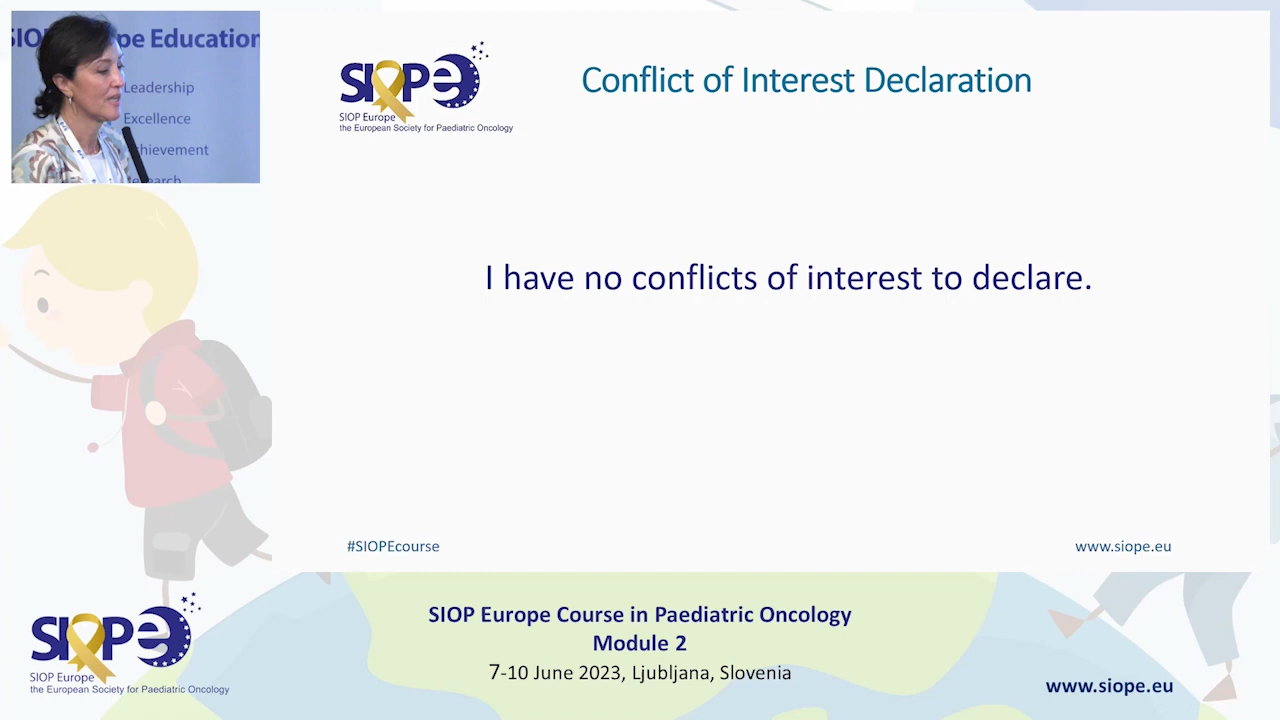 pe Education
Leadership
Excellence
SIOPe
SIOP Europe
the European Society for Paediatric Oncology
Conflict of Interest Declaration
I have no conflicts of interest to declare.
#SIOPEcourse
www.siope.eu
SIOPe
SIOP Europe
the European Society for Paediatric Oncology
SIOP Europe Course in Paediatric Oncology
Module 2
7-10 June 2023, Ljubljana, Slovenia
www.siope.eu